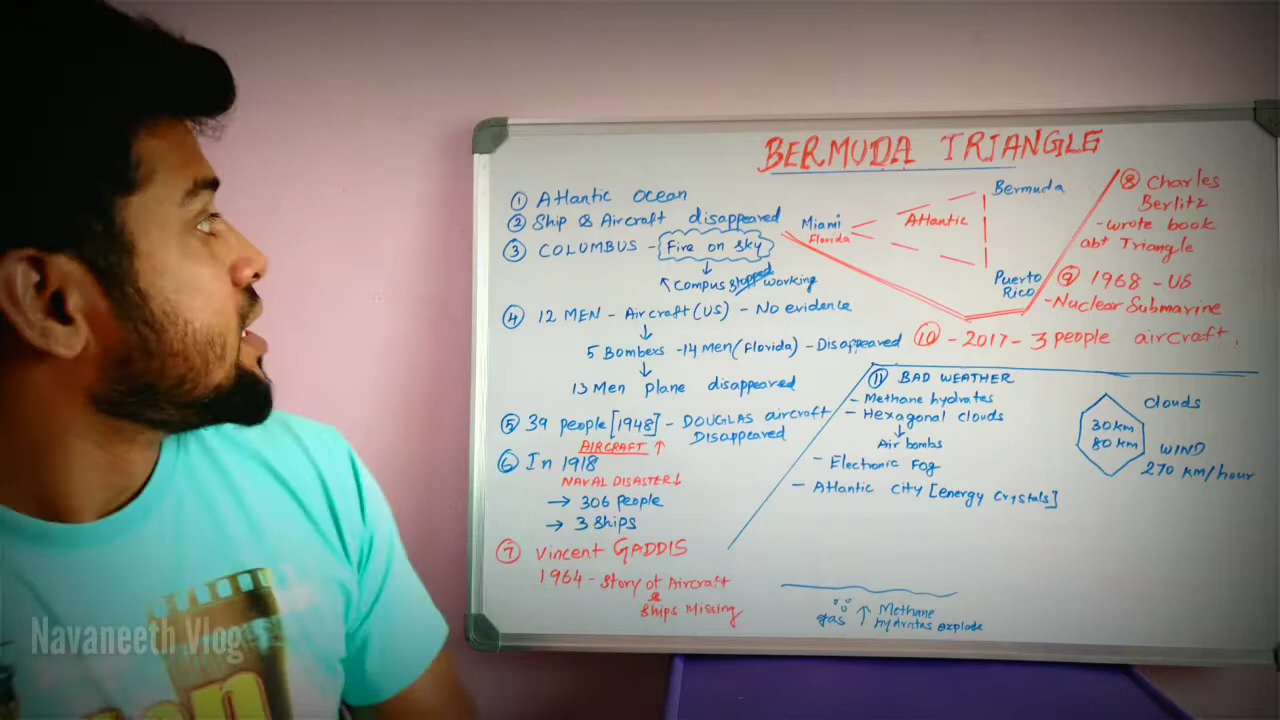 BERMUDA TRIANGLE
① Atlantic ocean
② Ship & Aircraft disappeared
③ COLUMBUS - Fire on sky
↓
↖ Compus stopped working
④ 12 MEN - Aircraft (US) - No evidence
↓
5 Bombers - 14 Men (Florida) - Disappeared
↓
13 Men plane disappeared
⑤ 39 people [1948] - DOUGLAS aircraft
Disappeared
AIRCRAFT ↑
⑥ In 1918
NAVAL DISASTER ↓
→ 306 People
→ 3 Ships
⑦ Vincent GADDIS
1964 - Story of Aircraft
&
Ships Missing
Bermuda
Miami
Florida
Atlantic
Puerto
Rico
⑧ Charles
Berlitz
- wrote book
abt Triangle
⑨ 1968 - US
- Nuclear Submarine
⑩ - 2017 - 3 people aircraft.
⑪ BAD WEATHER
- Methane hydrates
- Hexagonal clouds
↓
Air bombs
- Electronic Fog
- Atlantic city [energy crystals]
clouds
30 km
80 km
WIND
270 km/hour
gas ↑ Methane
hydrates explode
Navaneeth Vlog